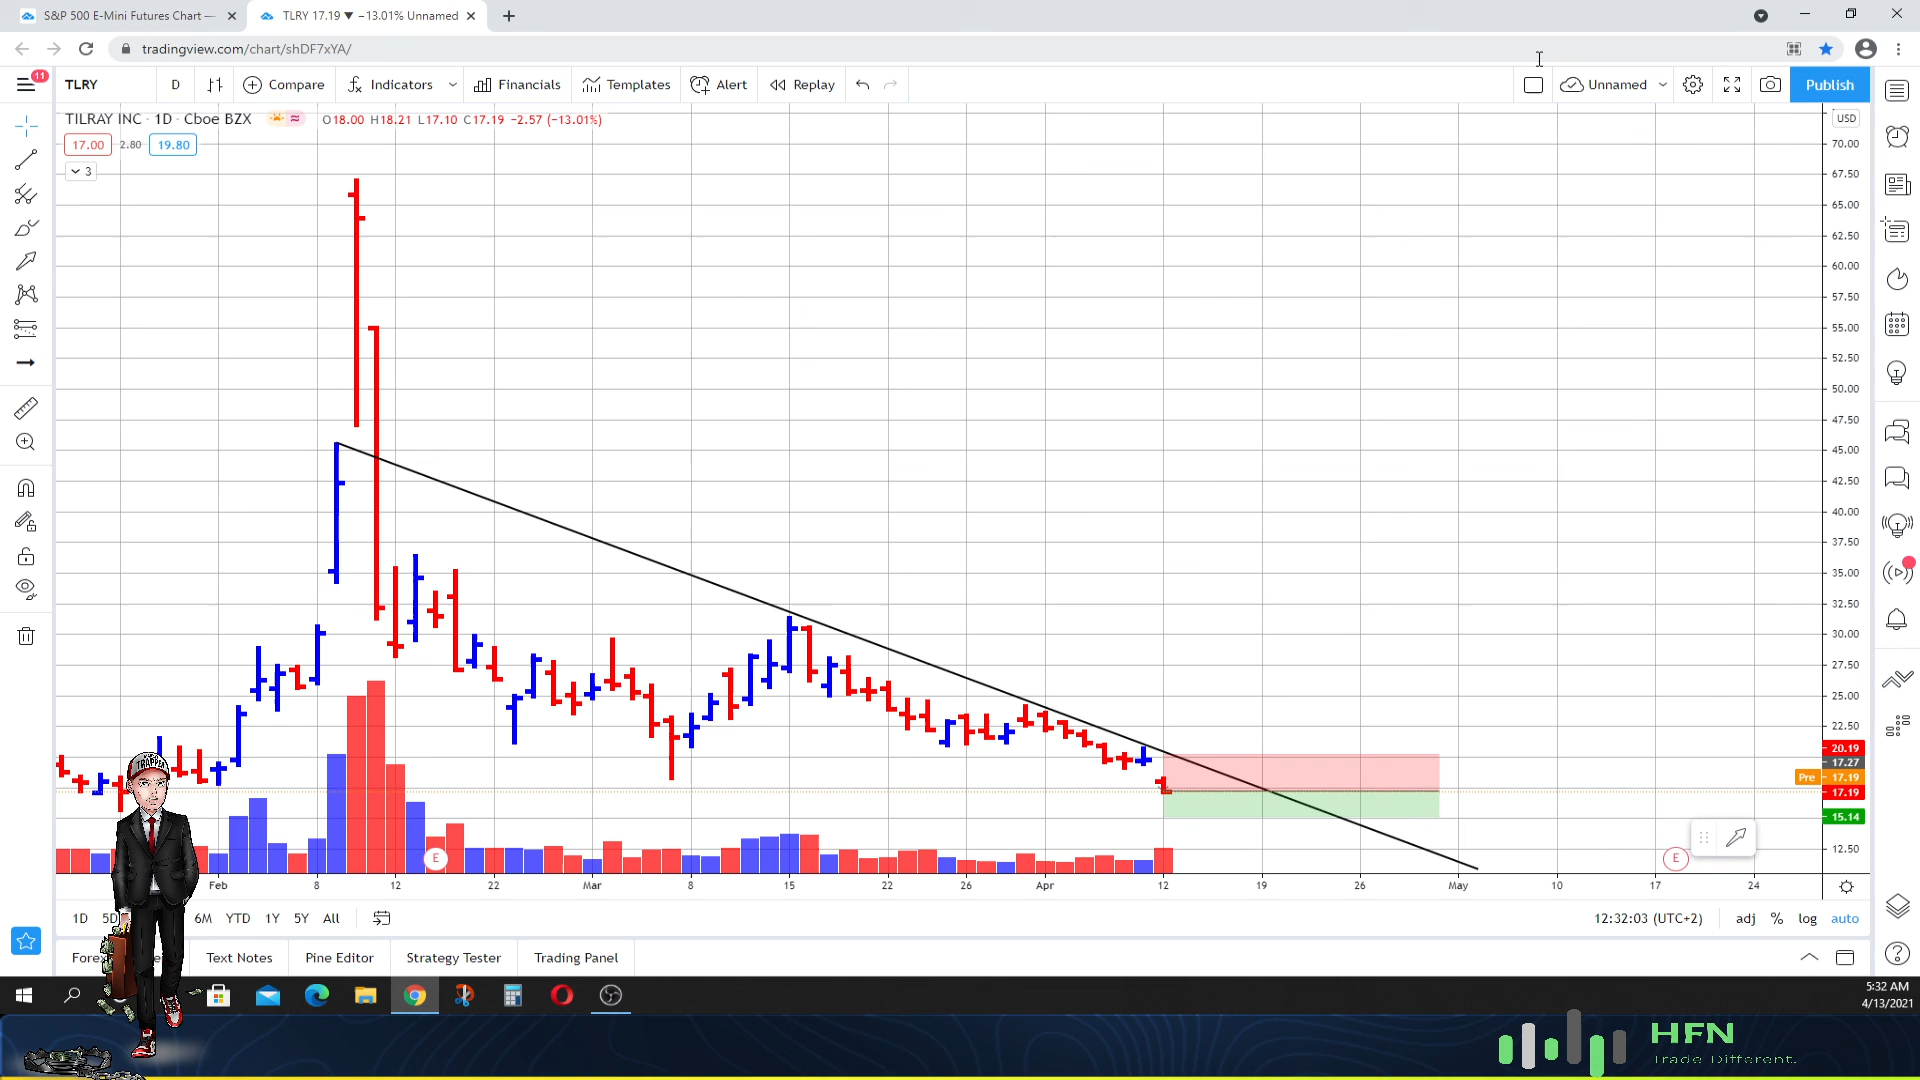 S&P 500 E-Mini Futures Chart —
TLRY 17.19 ▼ −13.01% Unnamed
tradingview.com/chart/shDF7xYA/
11
TLRY D Compare Indicators Financials Templates Alert Replay Unnamed Publish
TILRAY INC · 1D · Cboe BZX O18.00 H18.21 L17.10 C17.19 −2.57 (−13.01%)
17.00 2.80 19.80
3
USD
70.00
67.50
65.00
62.50
60.00
57.50
55.00
52.50
50.00
47.50
45.00
42.50
40.00
37.50
35.00
32.50
30.00
27.50
25.00
22.50
20.19
17.27
Pre 17.19
17.19
15.14
12.50
E E
Feb 8 12 22 Mar 8 15 22 26 Apr 12 19 26 May 10 17 24
1D 5D 6M YTD 1Y 5Y All 12:32:03 (UTC+2) adj % log auto
Text Notes Pine Editor Strategy Tester Trading Panel
TRAPPER
5:32 AM
4/13/2021
HFN
Trade Different.